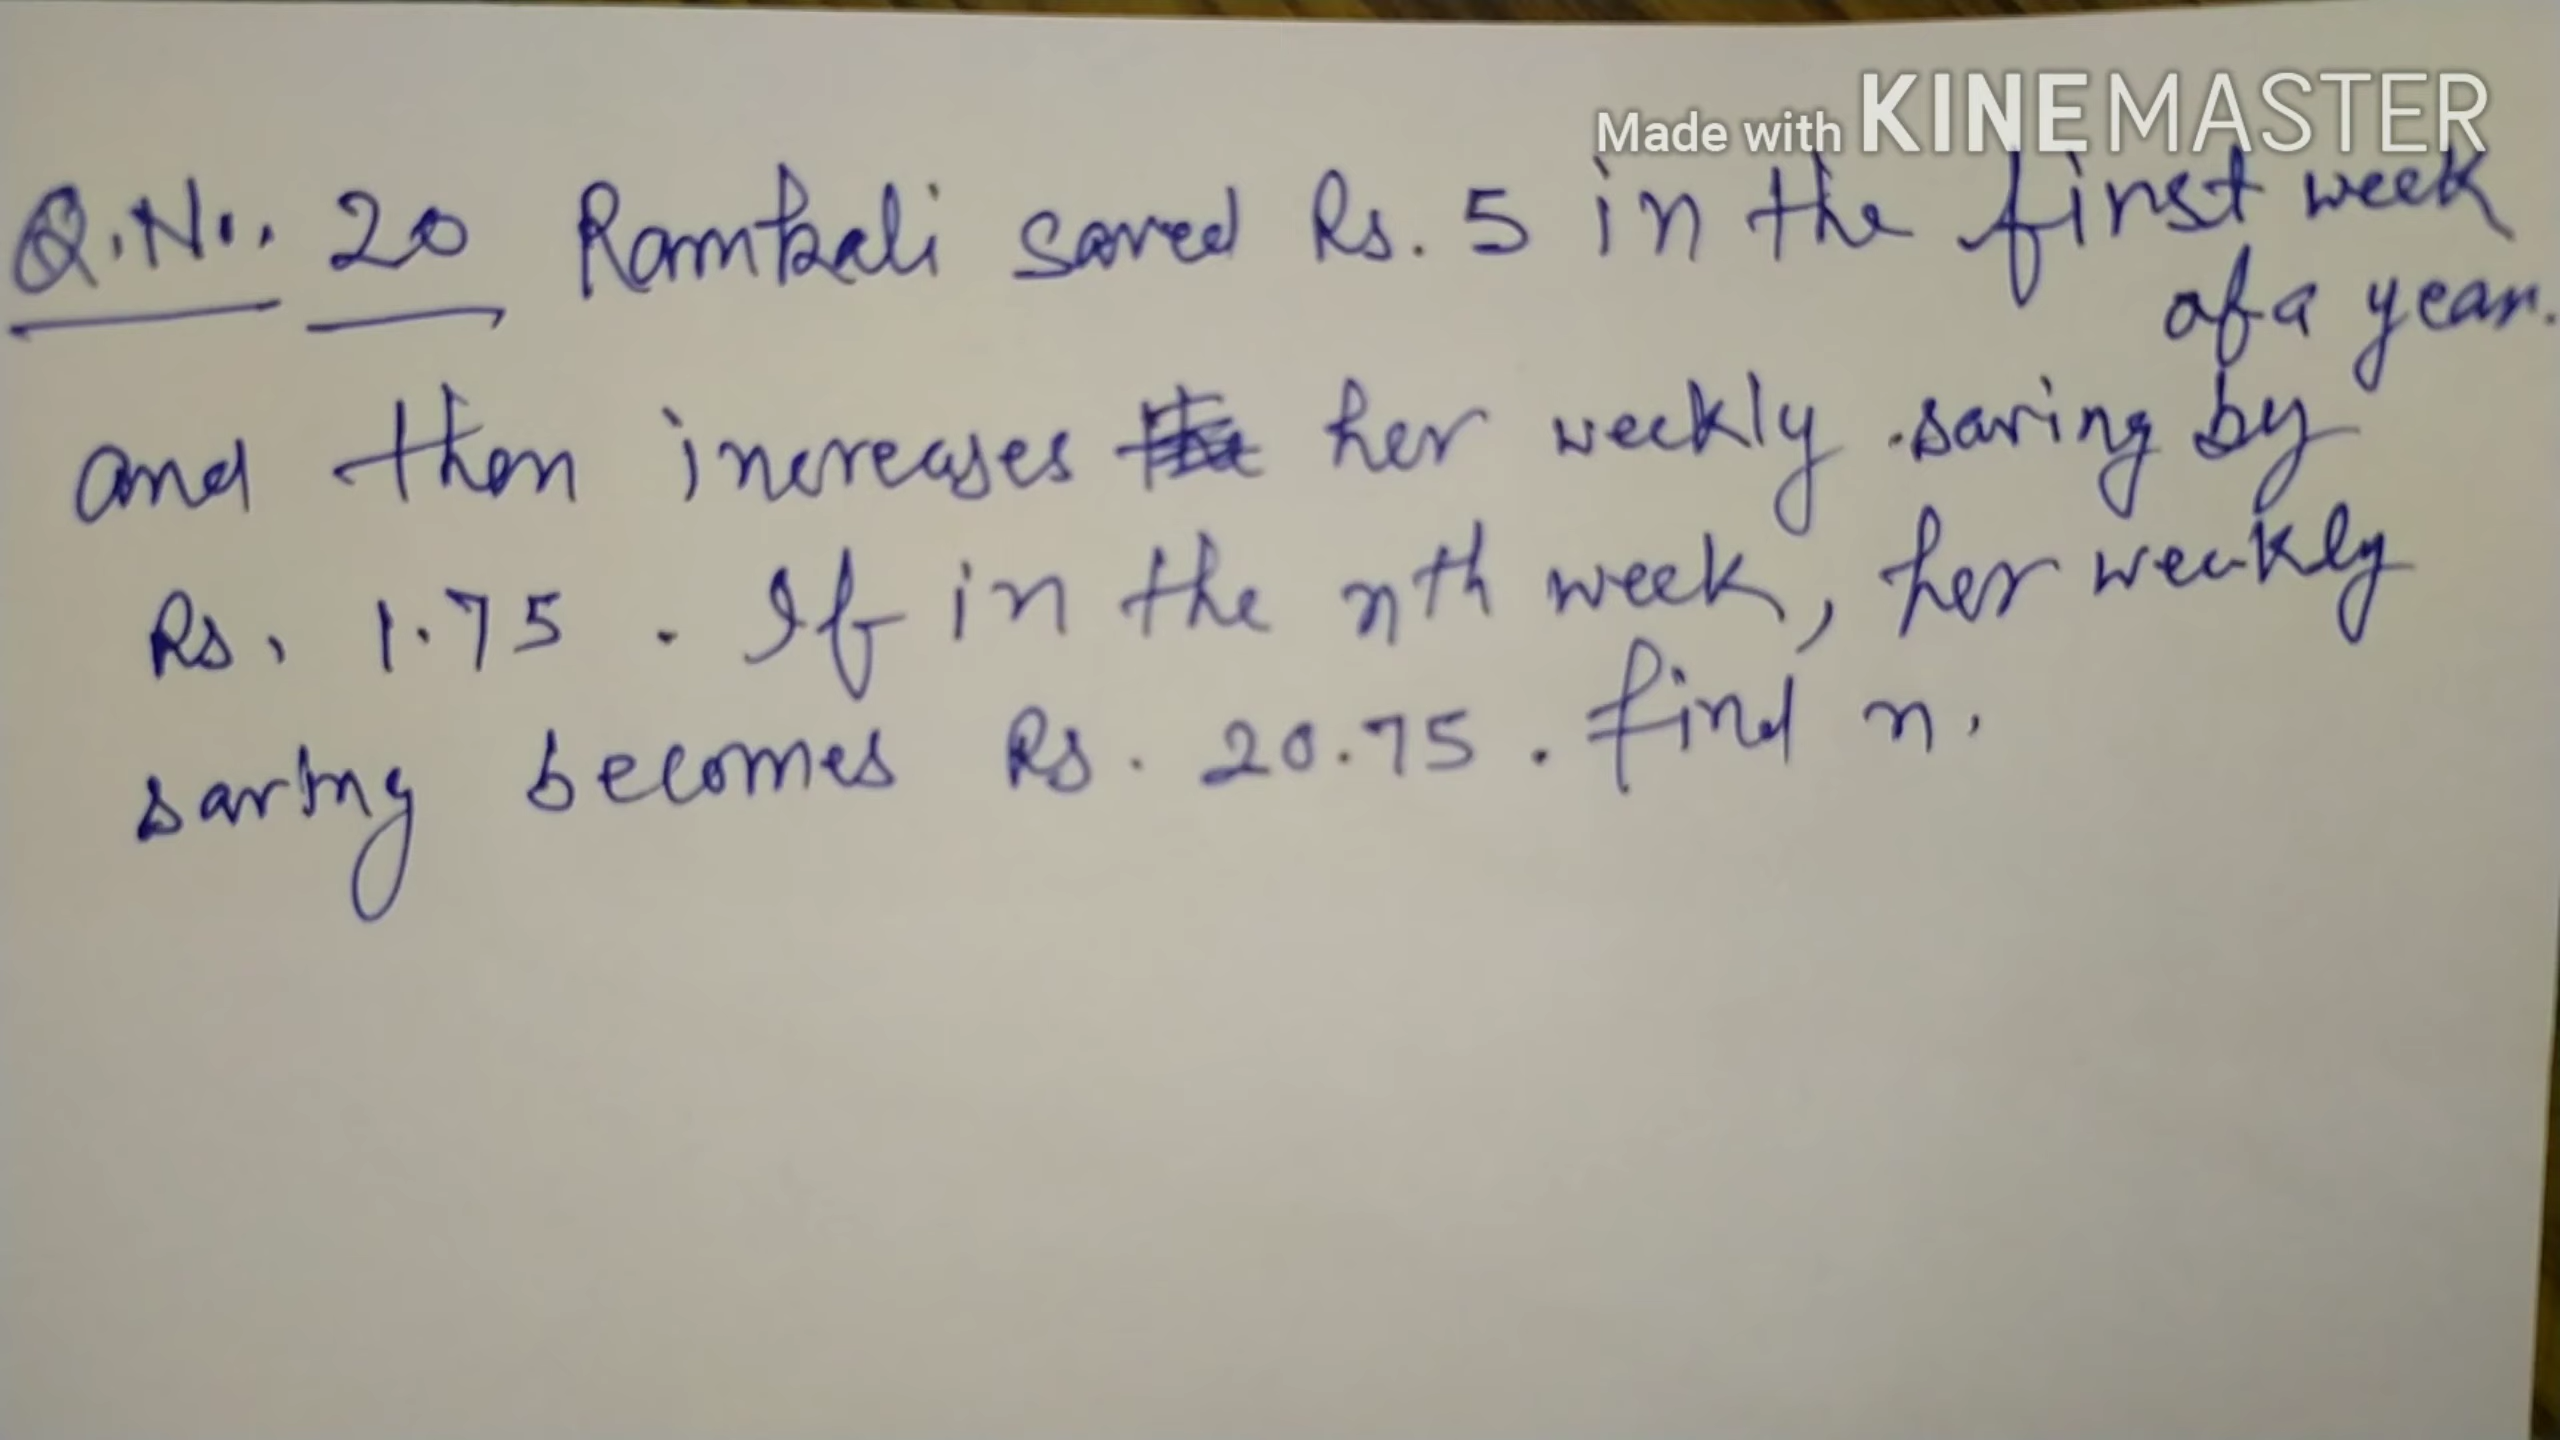 Made with KINEMASTER
Q.No. 20 Ramkali saved Rs. 5 in the first week
of a year.
and then increases her weekly saving by
Rs. 1.75. If in the nth week, her weekly
saving becomes Rs. 20.75. find n.